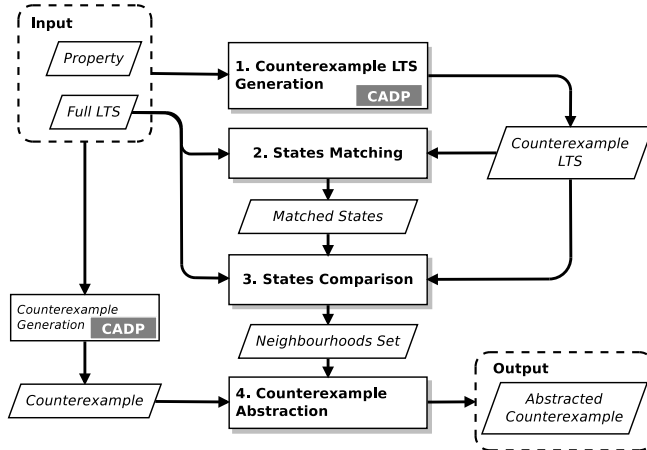 Input
Property
Full LTS
1. Counterexample LTS
Generation
CADP
2. States Matching
Counterexample
LTS
Matched States
3. States Comparison
Counterexample
Generation
CADP
Neighbourhoods Set
Counterexample
4. Counterexample
Abstraction
Output
Abstracted
Counterexample